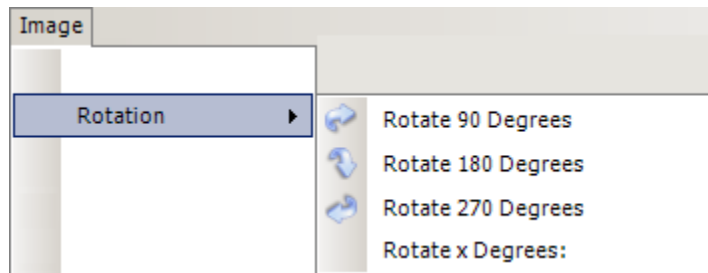 Image
Rotation
Rotate 90 Degrees
Rotate 180 Degrees
Rotate 270 Degrees
Rotate x Degrees: